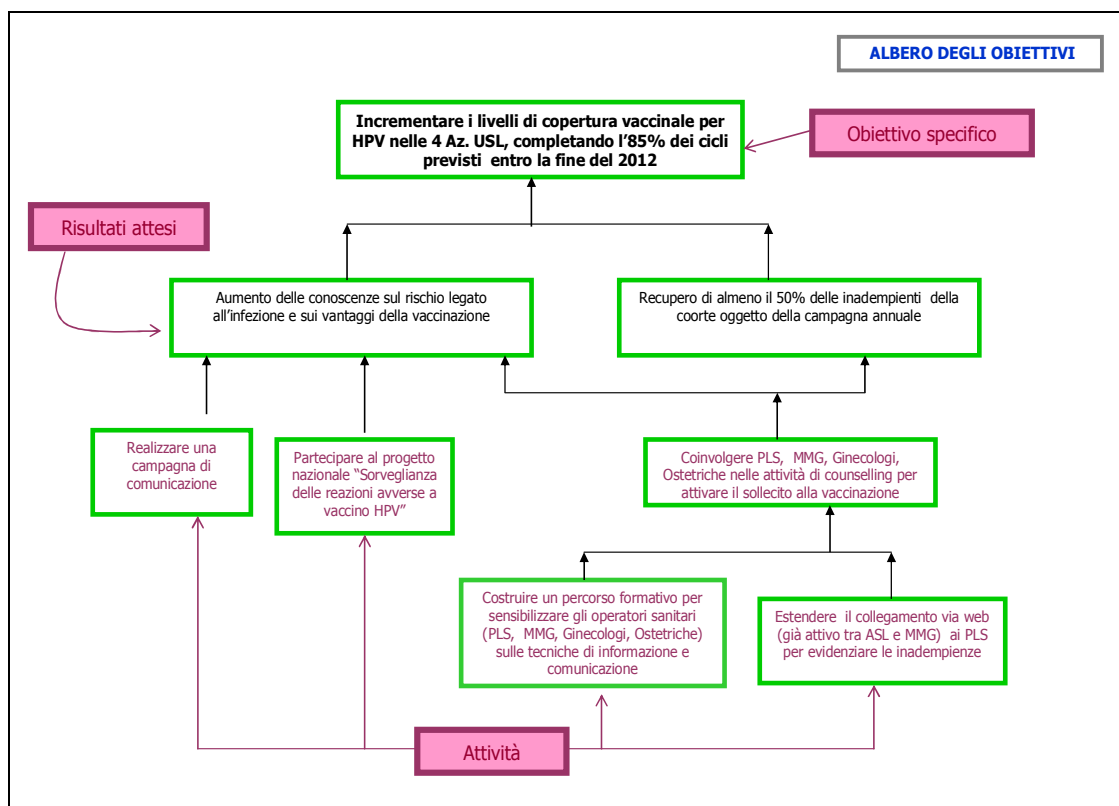 ALBERO DEGLI OBIETTIVI
Incrementare i livelli di copertura vaccinale per
HPV nelle 4 Az. USL, completando l'85% dei cicli
previsti entro la fine del 2012
Obiettivo specifico
Risultati attesi
Aumento delle conoscenze sul rischio legato
all'infezione e sui vantaggi della vaccinazione
Recupero di almeno il 50% delle inadempienti della
coorte oggetto della campagna annuale
Realizzare una
campagna di
comunicazione
Partecipare al progetto
nazionale “Sorveglianza
delle reazioni avverse a
vaccino HPV”
Coinvolgere PLS, MMG, Ginecologi,
Ostetriche nelle attività di counselling per
attivare il sollecito alla vaccinazione
Costruire un percorso formativo per
sensibilizzare gli operatori sanitari
(PLS, MMG, Ginecologi, Ostetriche)
sulle tecniche di informazione e
comunicazione
Estendere il collegamento via web
(già attivo tra ASL e MMG) ai PLS
per evidenziare le inadempienze
Attività